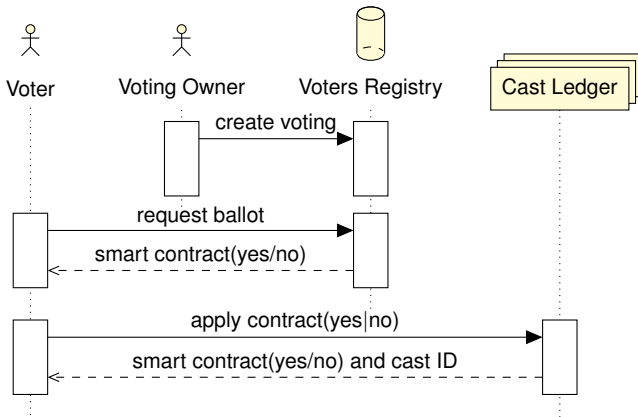 Voter
Voting Owner
Voters Registry
Cast Ledger
create voting
request ballot
smart contract(yes/no)
apply contract(yes|no)
smart contract(yes/no) and cast ID